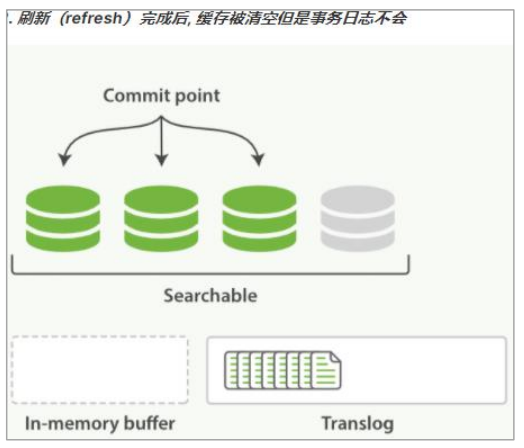 . 刷新（refresh）完成后, 缓存被清空但是事务日志不会
Commit point
Searchable
In-memory buffer
Translog